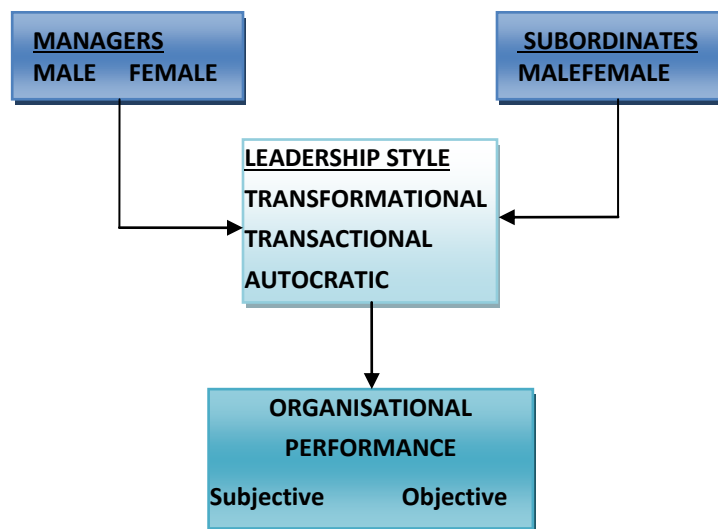 MANAGERS
MALE FEMALE
SUBORDINATES
MALEFEMALE
LEADERSHIP STYLE
TRANSFORMATIONAL
TRANSACTIONAL
AUTOCRATIC
ORGANISATIONAL
PERFORMANCE
Subjective Objective